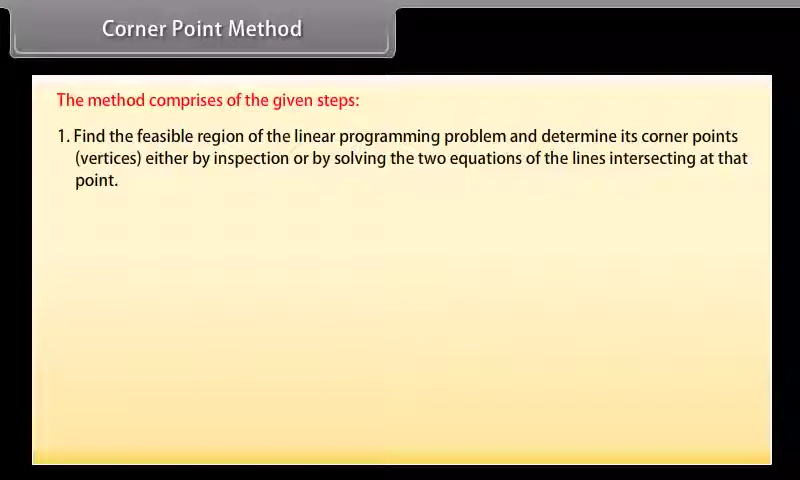 Corner Point Method
The method comprises of the given steps:
1. Find the feasible region of the linear programming problem and determine its corner points
(vertices) either by inspection or by solving the two equations of the lines intersecting at that
point.